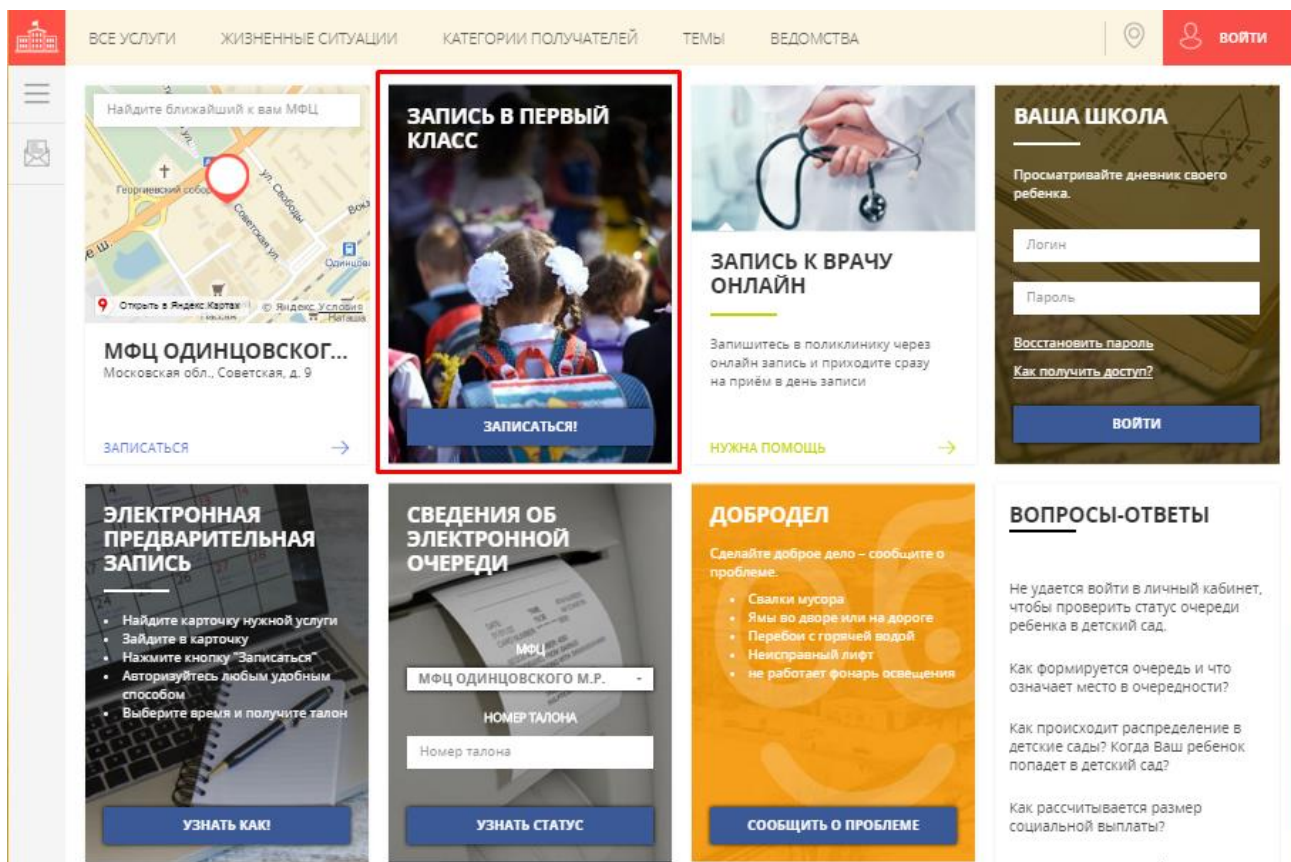 ВСЕ УСЛУГИ ЖИЗНЕННЫЕ СИТУАЦИИ КАТЕГОРИИ ПОЛУЧАТЕЛЕЙ ТЕМЫ ВЕДОМСТВА ВОЙТИ
Найдите ближайший к вам МФЦ
Георгиевский собор
ул. Свободы
Советская ул.
Вокз
Одинцово
Открыть в Яндекс.Картах
© Яндекс Условия
Наташа
МФЦ ОДИНЦОВСКОГ...
Московская обл., Советская, д. 9
ЗАПИСАТЬСЯ
ЗАПИСЬ В ПЕРВЫЙ
КЛАСС
ЗАПИСАТЬСЯ!
ЗАПИСЬ К ВРАЧУ
ОНЛАЙН
Запишитесь в поликлинику через
онлайн запись и приходите сразу
на приём в день записи
НУЖНА ПОМОЩЬ
ВАША ШКОЛА
Просматривайте дневник своего
ребенка.
Логин
Пароль
Восстановить пароль
Как получить доступ?
ВОЙТИ
ЭЛЕКТРОННАЯ
ПРЕДВАРИТЕЛЬНАЯ
ЗАПИСЬ
• Найдите карточку нужной услуги
• Зайдите в карточку
• Нажмите кнопку "Записаться"
• Авторизуйтесь любым удобным
способом
• Выберите время и получите талон
УЗНАТЬ КАК!
СВЕДЕНИЯ ОБ
ЭЛЕКТРОННОЙ
ОЧЕРЕДИ
МФЦ
МФЦ ОДИНЦОВСКОГО М.Р.
НОМЕР ТАЛОНА
Номер талона
УЗНАТЬ СТАТУС
ДОБРОДЕЛ
Сделайте доброе дело – сообщите о
проблеме.
• Свалки мусора
• Ямы во дворе или на дороге
• Перебои с горячей водой
• Неисправный лифт
• не работает фонарь освещения
СООБЩИТЬ О ПРОБЛЕМЕ
ВОПРОСЫ-ОТВЕТЫ
Не удается войти в личный кабинет,
чтобы проверить статус очереди
ребенка в детский сад.
Как формируется очередь и что
означает место в очередности?
Как происходит распределение в
детские сады? Когда Ваш ребенок
попадет в детский сад?
Как рассчитывается размер
социальной выплаты?